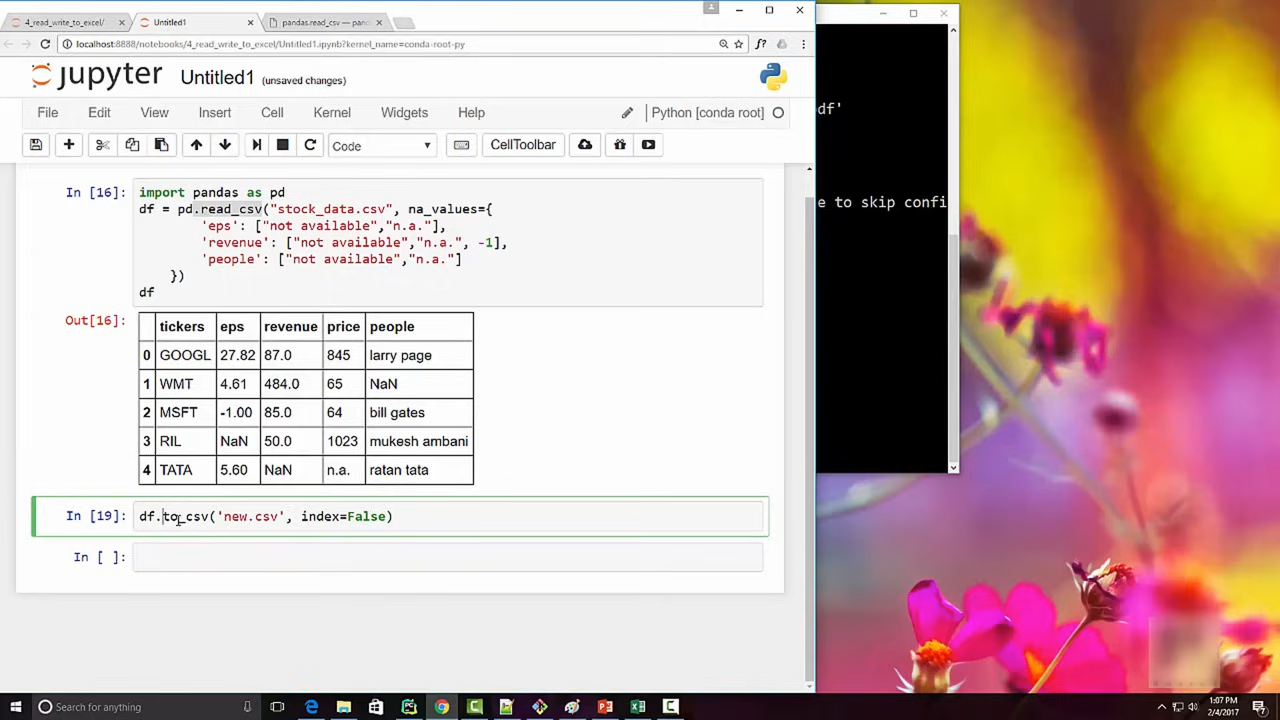 4_read_write_to_excel/
Untitled1
pandas.read_csv — pand
localhost:8888/notebooks/4_read_write_to_excel/Untitled1.ipynb?kernel_name=conda-root-py
f?
jupyter
Untitled1 (unsaved changes)
File Edit View Insert Cell Kernel Widgets Help
Python [conda root]
Code
CellToolbar
In [16]:
import pandas as pd
df = pd.read_csv("stock_data.csv", na_values={
'eps': ["not available","n.a."],
'revenue': ["not available","n.a.", -1],
'people': ["not available","n.a."]
})
df
Out[16]:
tickers eps revenue price people
0 GOOGL 27.82 87.0 845 larry page
1 WMT 4.61 484.0 65 NaN
2 MSFT -1.00 85.0 64 bill gates
3 RIL NaN 50.0 1023 mukesh ambani
4 TATA 5.60 NaN n.a. ratan tata
In [19]:
df.to_csv('new.csv', index=False)
In [ ]:
df'
e to skip confi
Search for anything
1:07 PM
2/4/2017